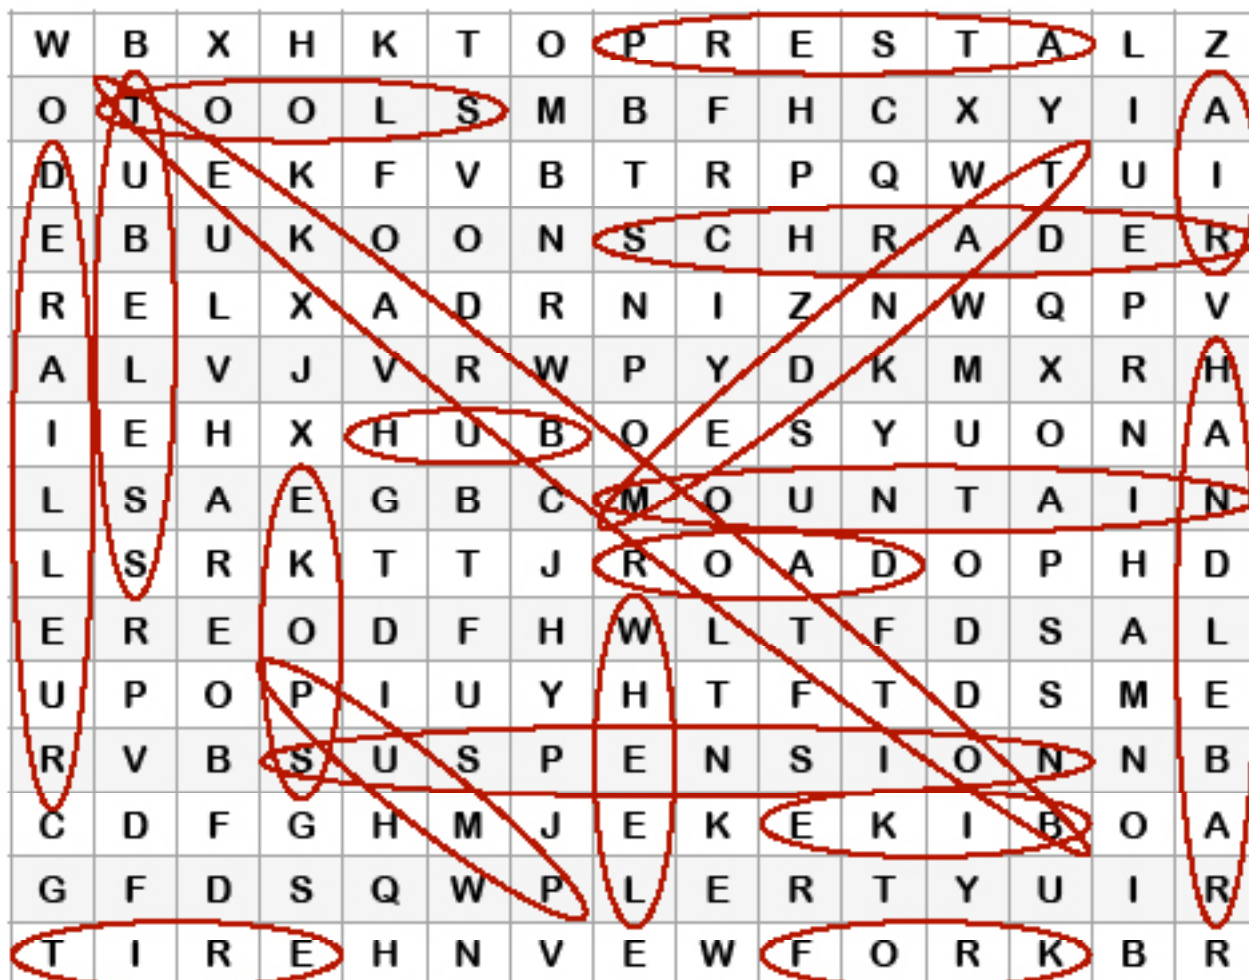 W B X H K T O P R E S T A L Z
O T O O L S M B F H C X Y I A
D U E K F V B T R P Q W T U I
E B U K O O N S C H R A D E R
R E L X A D R N I Z N W Q P V
A L V J V R W P Y D K M X R H
I E H X H U B O E S Y U O N A
L S A E G B C M O U N T A I N
L S R K T T J R O A D O P H D
E R E O D F H W L T F D S A L
U P O P I U Y H T F T D S M E
R V B S U S P E N S I O N N B
C D F G H M J E K E K I B O A
G F D S Q W P L E R T Y U I R
T I R E H N V E W F O R K B R